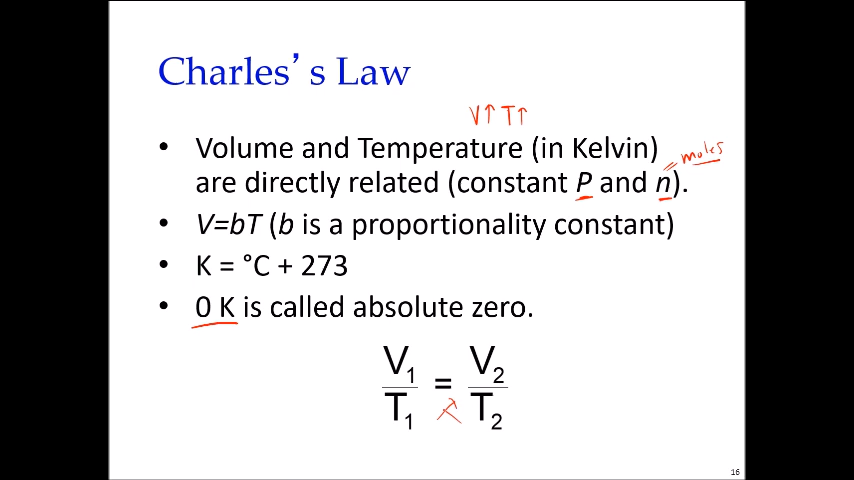 Charles’s Law
V↑ T↑
• Volume and Temperature (in Kelvin)
= moles
are directly related (constant P and n).
• V=bT (b is a proportionality constant)
• K = °C + 273
• 0 K is called absolute zero.
V₁ / T₁ = V₂ / T₂
16